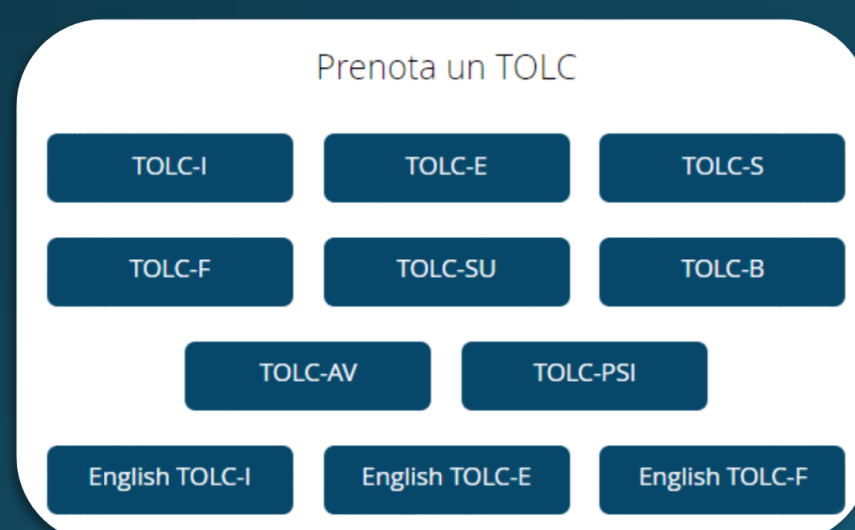 Prenota un TOLC
TOLC-I TOLC-E TOLC-S
TOLC-F TOLC-SU TOLC-B
TOLC-AV TOLC-PSI
English TOLC-I English TOLC-E English TOLC-F